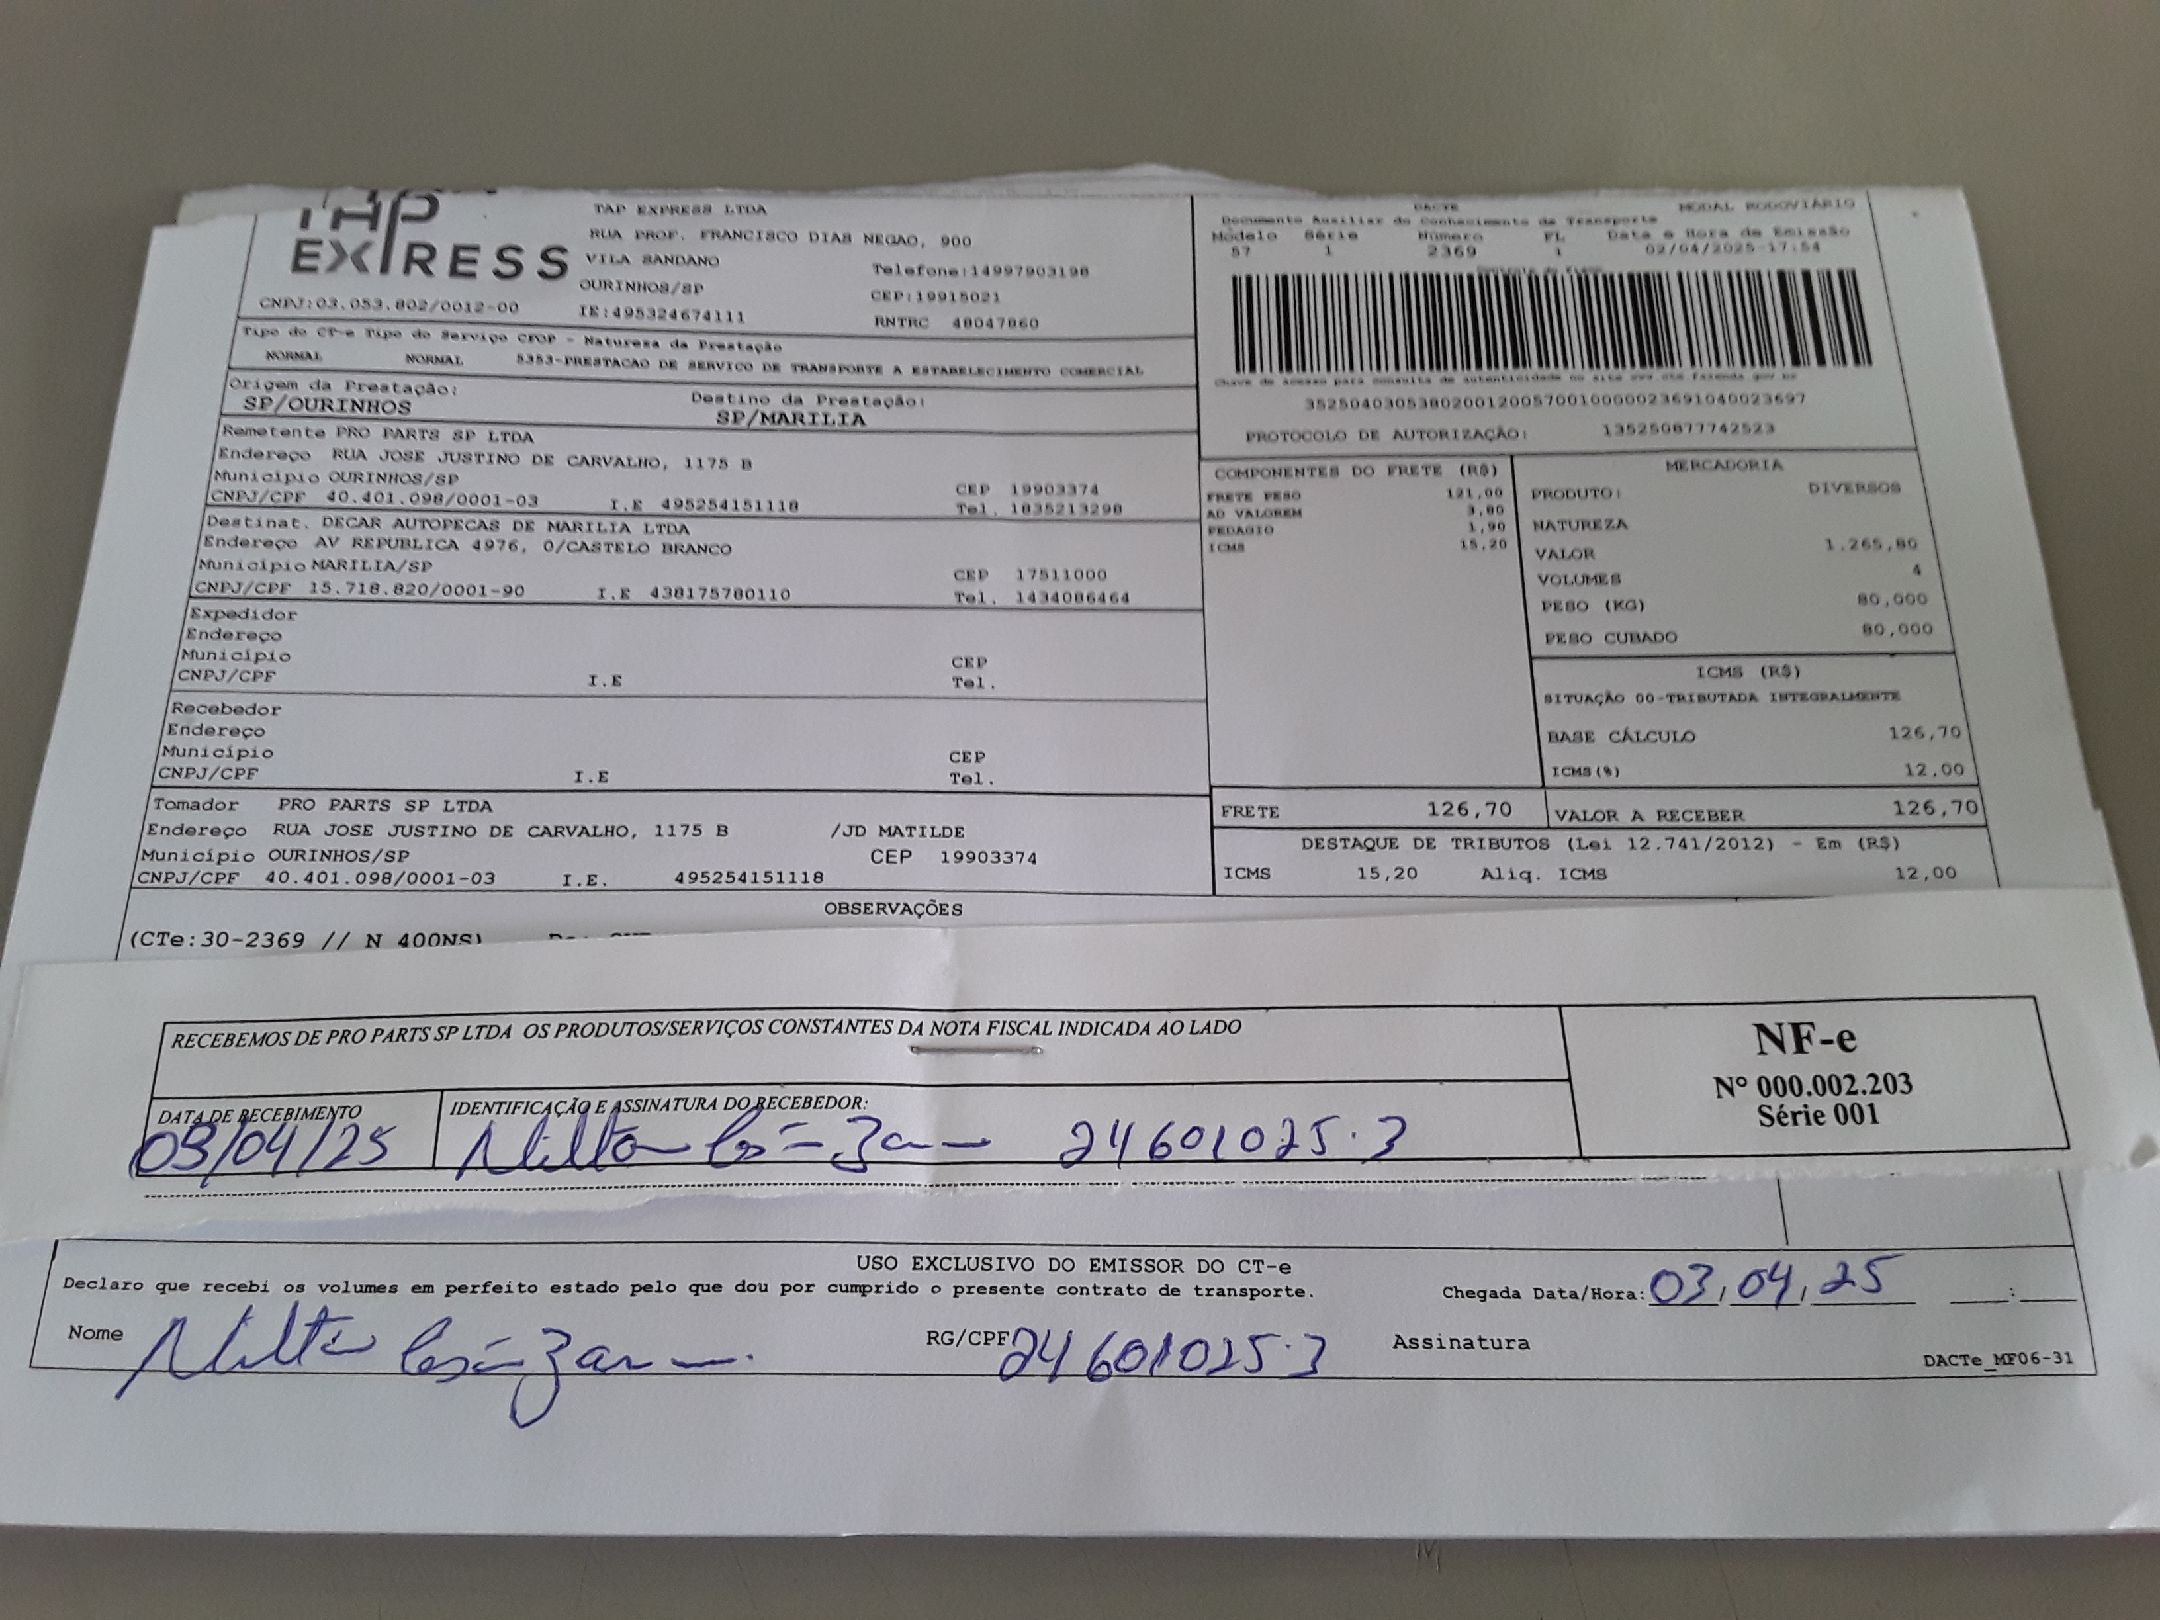 TAP
EXPRESS
TAP EXPRESS LTDA
RUA PROF. FRANCISCO DIAS NEGAO, 900
VILA SANDANO
Telefone:14997903198
OURINHOS/SP
CEP:19915021
CNPJ:03.053.802/0012-00
IE:495324674111
RNTRC 48047860
DACTE
MODAL RODOVIÁRIO
Documento Auxiliar do Conhecimento de Transporte
Modelo Série Número FL Data e Hora de Emissão
57 1 2369 1 02/04/2025-17:54
Tipo do CT-e Tipo do Serviço CFOP - Natureza da Prestação
NORMAL NORMAL 5353-PRESTACAO DE SERVICO DE TRANSPORTE A ESTABELECIMENTO COMERCIAL
Chave de acesso para consulta de autenticidade no site www.cte.fazenda.gov.br
35250403053802001200570010000023691040023697
PROTOCOLO DE AUTORIZAÇÃO: 135250877742523
Origem da Prestação:
SP/OURINHOS
Destino da Prestação:
SP/MARILIA
Remetente PRO PARTS SP LTDA
Endereço RUA JOSE JUSTINO DE CARVALHO, 1175 B
Município OURINHOS/SP
CEP 19903374
CNPJ/CPF 40.401.098/0001-03 I.E 495254151118 Tel. 1835213298
Destinat. DECAR AUTOPECAS DE MARILIA LTDA
Endereço AV REPUBLICA 4976, 0/CASTELO BRANCO
Município MARILIA/SP
CEP 17511000
CNPJ/CPF 15.718.820/0001-90 I.E 438175780110 Tel. 1434086464
Expedidor
Endereço
Município CEP
CNPJ/CPF I.E Tel.
Recebedor
Endereço
Município CEP
CNPJ/CPF I.E Tel.
Tomador PRO PARTS SP LTDA
Endereço RUA JOSE JUSTINO DE CARVALHO, 1175 B /JD MATILDE
Município OURINHOS/SP CEP 19903374
CNPJ/CPF 40.401.098/0001-03 I.E. 495254151118
COMPONENTES DO FRETE (R$)
FRETE PESO 121,00
AD VALOREM 3,80
PEDAGIO 1,90
ICMS 15,20
MERCADORIA
PRODUTO: DIVERSOS
NATUREZA
VALOR 1.265,80
VOLUMES 4
PESO (KG) 80,000
PESO CUBADO 80,000
ICMS (R$)
SITUAÇÃO 00-TRIBUTADA INTEGRALMENTE
BASE CÁLCULO 126,70
ICMS(%) 12,00
FRETE 126,70 VALOR A RECEBER 126,70
DESTAQUE DE TRIBUTOS (Lei 12.741/2012) - Em (R$)
ICMS 15,20 Aliq. ICMS 12,00
OBSERVAÇÕES
(CTe:30-2369 // N 400NS)
RECEBEMOS DE PRO PARTS SP LTDA OS PRODUTOS/SERVIÇOS CONSTANTES DA NOTA FISCAL INDICADA AO LADO
NF-e
Nº 000.002.203
Série 001
DATA DE RECEBIMENTO
03/04/25
IDENTIFICAÇÃO E ASSINATURA DO RECEBEDOR:
Milton 24601025.3
USO EXCLUSIVO DO EMISSOR DO CT-e
Declaro que recebi os volumes em perfeito estado pelo que dou por cumprido o presente contrato de transporte.
Chegada Data/Hora: 03/04/25 :
Nome Milton
RG/CPF 24601025.3
Assinatura
DACTe_MF06-31